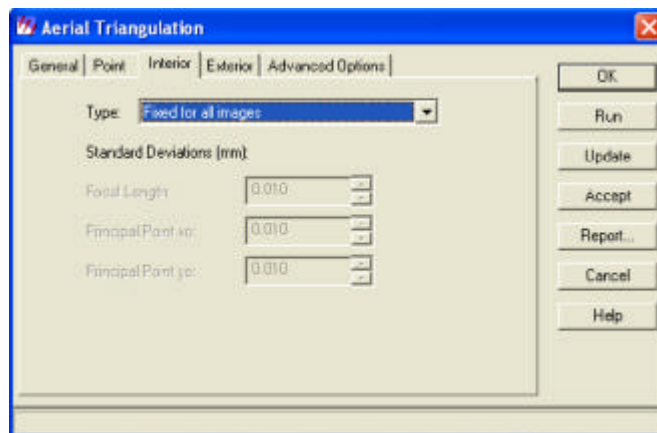 Aerial Triangulation
General Point Interior Exterior Advanced Options
Type: Fixed for all images
Standard Deviations (mm):
Focal Length: 0.010
Principal Point xo: 0.010
Principal Point yo: 0.010
OK
Run
Update
Accept
Report...
Cancel
Help